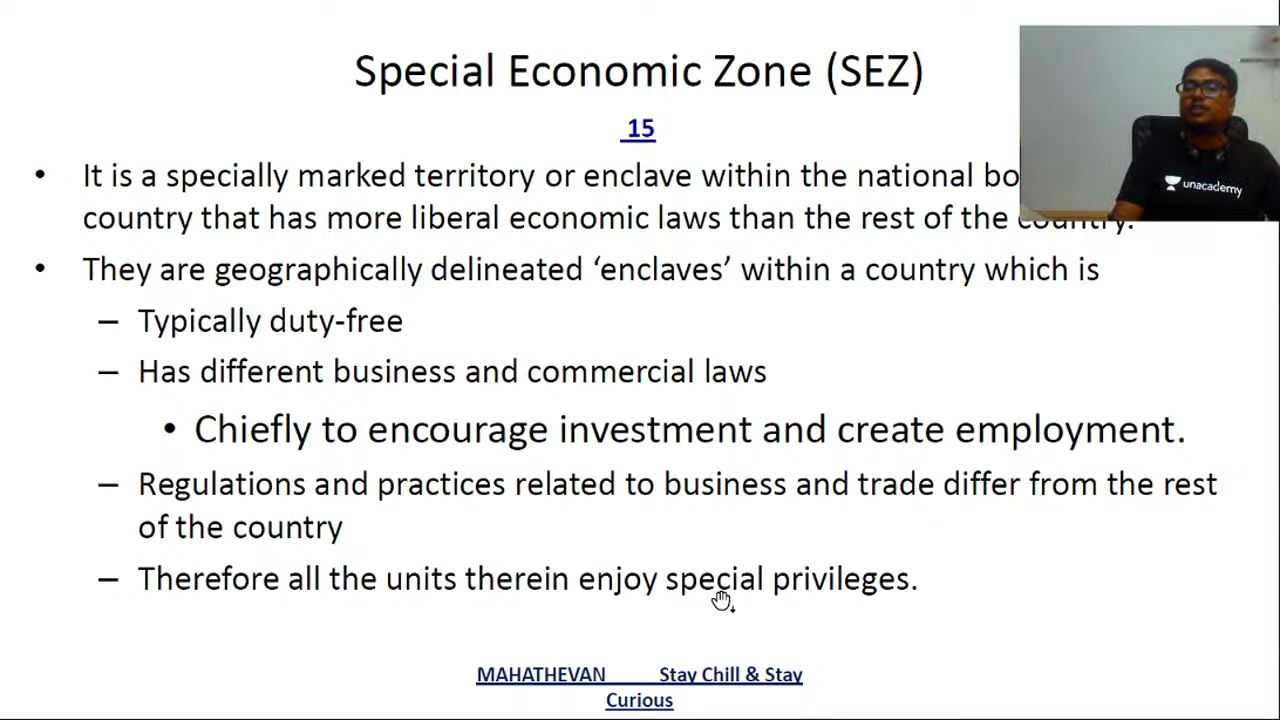 Special Economic Zone (SEZ)
15
• It is a specially marked territory or enclave within the national
country that has more liberal economic laws than the rest of the country.
• They are geographically delineated ‘enclaves’ within a country which is
– Typically duty-free
– Has different business and commercial laws
• Chiefly to encourage investment and create employment.
– Regulations and practices related to business and trade differ from the rest
of the country
– Therefore all the units therein enjoy special privileges.
MAHATHEVAN Stay Chill & Stay
Curious
unacademy